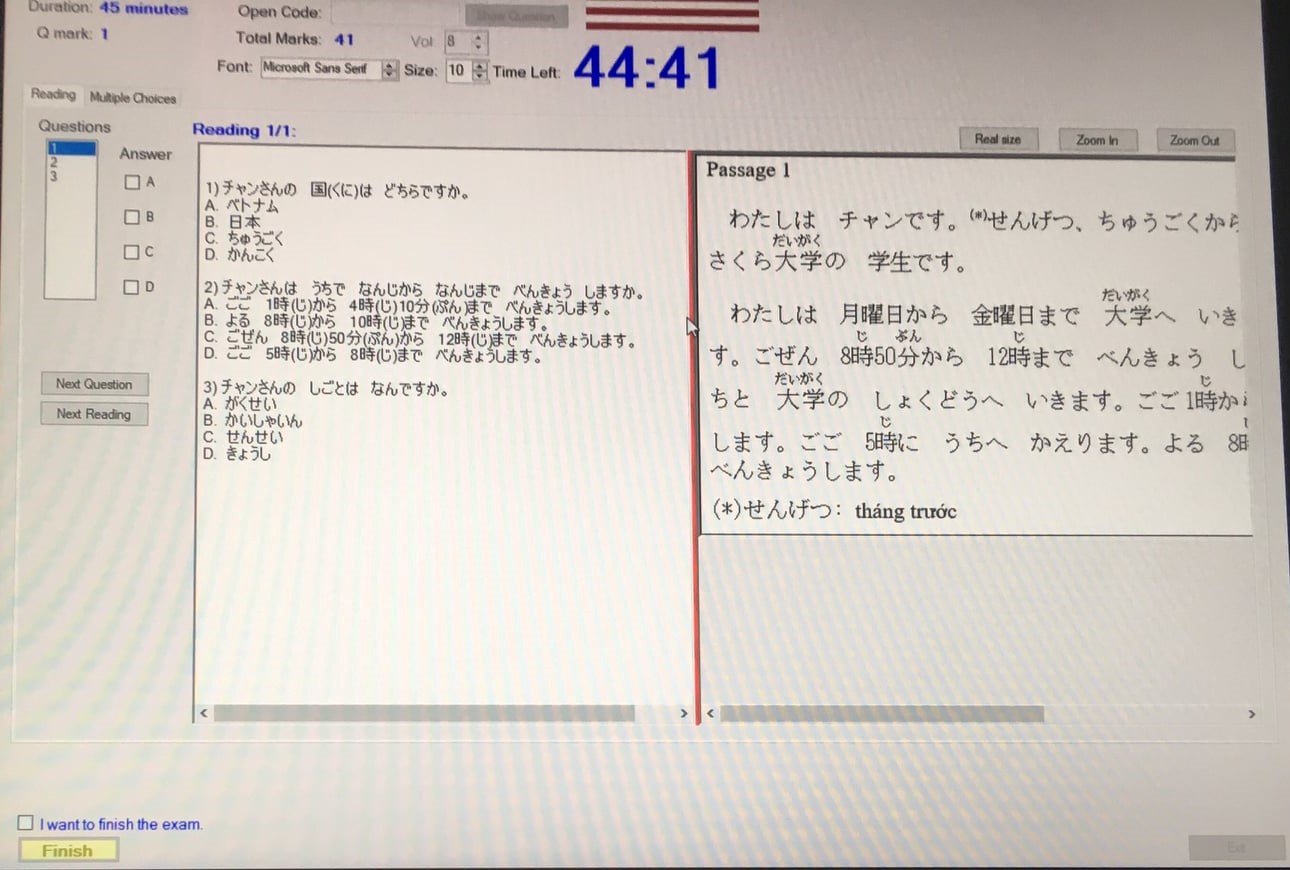 Duration: 45 minutes
Q mark: 1
Open Code:
Show Question
Total Marks: 41
Vol: 8
Font: Microsoft Sans Serif
Size: 10
Time Left: 44:41
Reading
Multiple Choices
Questions
1
2
3
Answer
A
B
C
D
Next Question
Next Reading
Reading 1/1:
1) チャンさんの 国(くに)は どちらですか。
A. ベトナム
B. 日本
C. ちゅうごく
D. かんこく
2) チャンさんは うちで なんじから なんじまで べんきょう しますか。
A. ごご 1時(じ)から 4時(じ)10分(ぷん)まで べんきょうします。
B. よる 8時(じ)から 10時(じ)まで べんきょうします。
C. ごぜん 8時(じ)50分(ぷん)から 12時(じ)まで べんきょうします。
D. ごご 5時(じ)から 8時(じ)まで べんきょうします。
3) チャンさんの しごとは なんですか。
A. がくせい
B. かいしゃいん
C. せんせい
D. きょうし
Real size
Zoom In
Zoom Out
Passage 1
わたしは チャンです。(*)せんげつ、ちゅうごくから
だいがく
さくら大学の 学生です。
だいがく
わたしは 月曜日から 金曜日まで 大学へ いき
じ ぷん じ
す。ごぜん 8時50分から 12時まで べんきょう し
だいがく じ
ちと 大学の しょくどうへ いきます。ごご 1時か
じ
します。ごご 5時に うちへ かえります。よる 8
べんきょうします。
(*)せんげつ: tháng trước
I want to finish the exam.
Finish
Exit